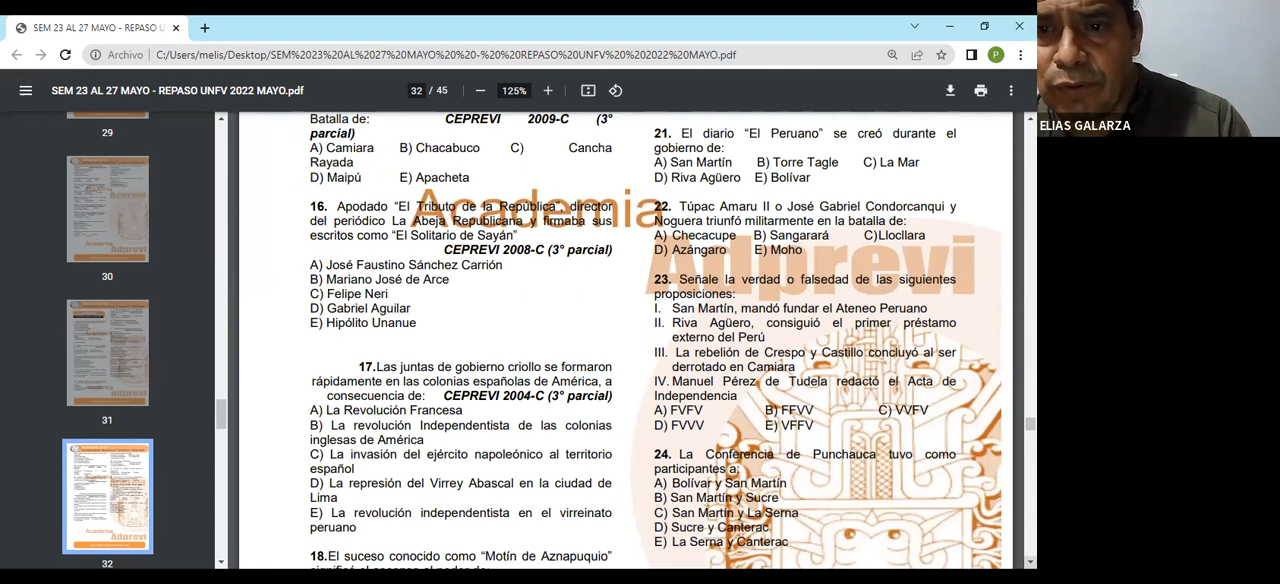 SEM 23 AL 27 MAYO - REPASO U
Archivo
C:/Users/melis/Desktop/SEM%2023%20AL%2027%20MAYO%20%20-%20%20REPASO%20UNFV%20%202022%20MAYO.pdf
P
SEM 23 AL 27 MAYO - REPASO UNFV 2022 MAYO.pdf
32 / 45
125%
ELIAS GALARZA
29
30
31
32
Batalla de: CEPREVI 2009-C (3°
parcial)
A) Camiara B) Chacabuco C) Cancha
Rayada
D) Maipú E) Apacheta
16. Apodado “El Tributo de la República, director
del periódico La Abeja Republicana y firmaba sus
escritos como “El Solitario de Sayán”
CEPREVI 2008-C (3° parcial)
A) José Faustino Sánchez Carrión
B) Mariano José de Arce
C) Felipe Neri
D) Gabriel Aguilar
E) Hipólito Unanue
17.Las juntas de gobierno criollo se formaron
rápidamente en las colonias españolas de América, a
consecuencia de: CEPREVI 2004-C (3° parcial)
A) La Revolución Francesa
B) La revolución Independentista de las colonias
inglesas de América
C) La invasión del ejército napoleónico al territorio
español
D) La represión del Virrey Abascal en la ciudad de
Lima
E) La revolución independentista en el virreinato
peruano
18.El suceso conocido como “Motín de Aznapuquio”
21. El diario “El Peruano” se creó durante el
gobierno de:
A) San Martín B) Torre Tagle C) La Mar
D) Riva Agüero E) Bolívar
22. Túpac Amaru II o José Gabriel Condorcanqui y
Noguera triunfó militarmente en la batalla de:
A) Checacupe B) Sangarará C)Llocllara
D) Azángaro E) Moho
23. Señale la verdad o falsedad de las siguientes
proposiciones:
I. San Martín, mandó fundar el Ateneo Peruano
II. Riva Agüero, consiguió el primer préstamo
externo del Perú
III. La rebelión de Crespo y Castillo concluyó al ser
derrotado en Camiara
IV. Manuel Pérez de Tudela redactó el Acta de
Independencia
A) FVFV B) FFVV C) VVFV
D) FVVV E) VFFV
24. La Conferencia de Punchauca tuvo como
participantes a:
A) Bolívar y San Martín
B) San Martín y Sucre
C) San Martín y La Serna
D) Sucre y Canterac
E) La Serna y Canterac
Academia
Adprevi